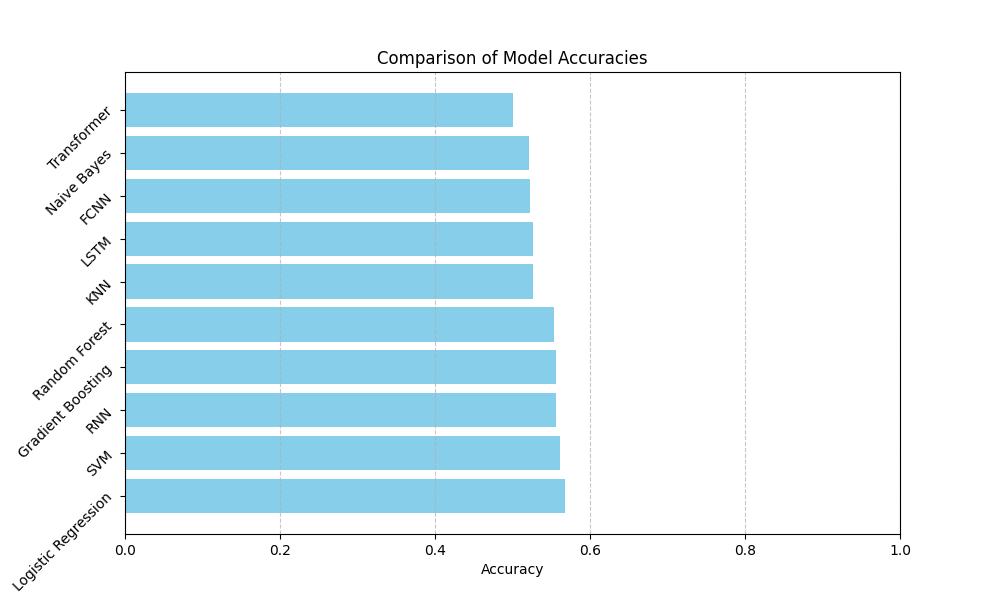 Comparison of Model Accuracies
Transformer
Naive Bayes
FCNN
LSTM
KNN
Random Forest
Gradient Boosting
RNN
SVM
Logistic Regression
0.0 0.2 0.4 0.6 0.8 1.0
Accuracy